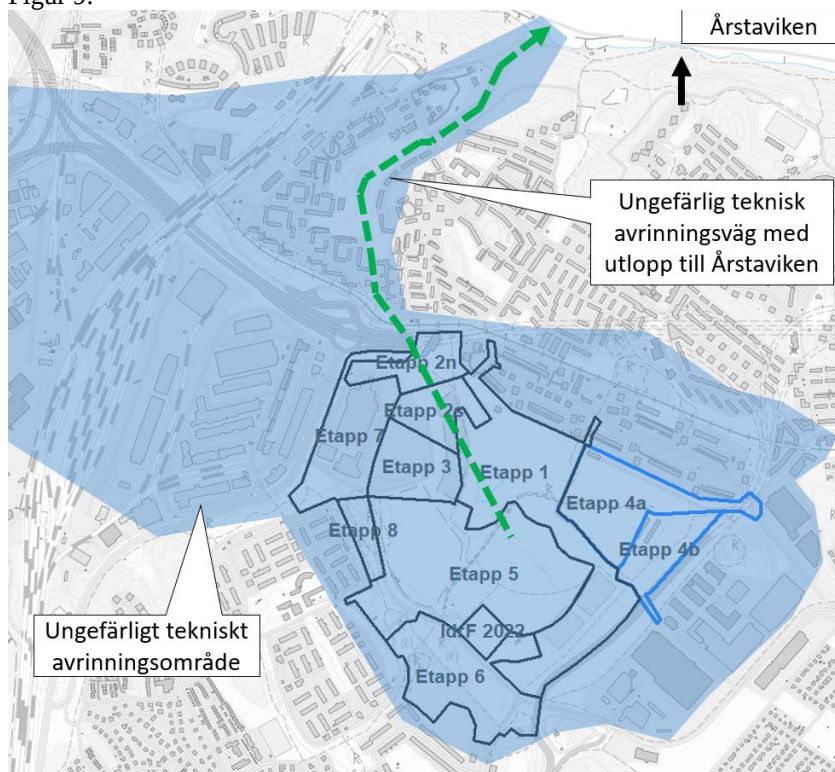 Figur 5.
Årstaviken
Ungefärlig teknisk
avrinningsväg med
utlopp till Årstaviken
Etapp 2n
Etapp 2s
Etapp 7
Etapp 3
Etapp 1
Etapp 4a
Etapp 8
Etapp 4b
Etapp 5
Ungefärligt tekniskt
avrinningsområde
IdrF 2022
Etapp 6